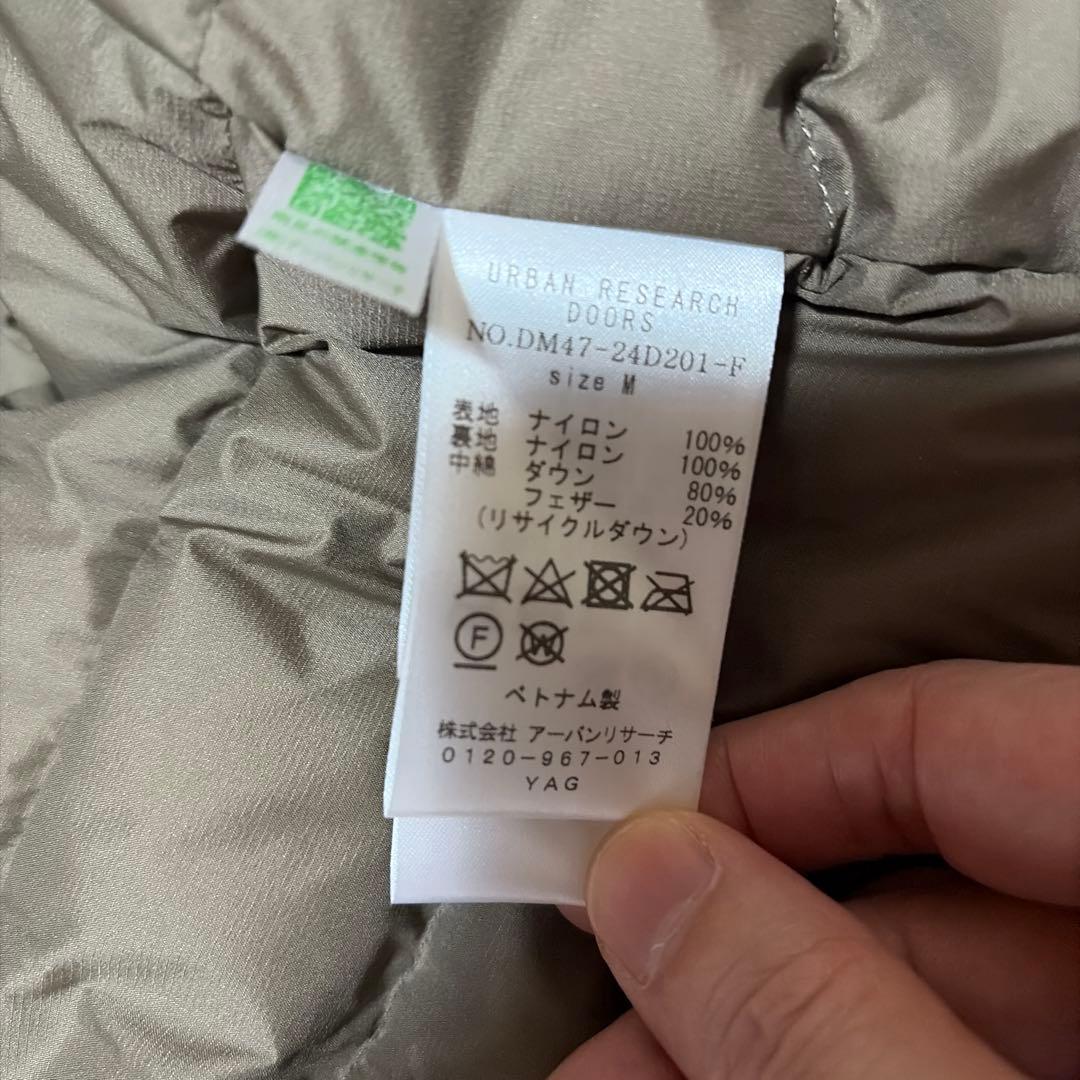 URBAN RESEARCH
DOORS
NO.DM47-24D201-F
size M
表地 ナイロン 100%
裏地 ナイロン 100%
中綿 ダウン 80%
フェザー 20%
(リサイクルダウン)
F
W
ベトナム製
株式会社 アーバンリサーチ
0120-967-013
YAG